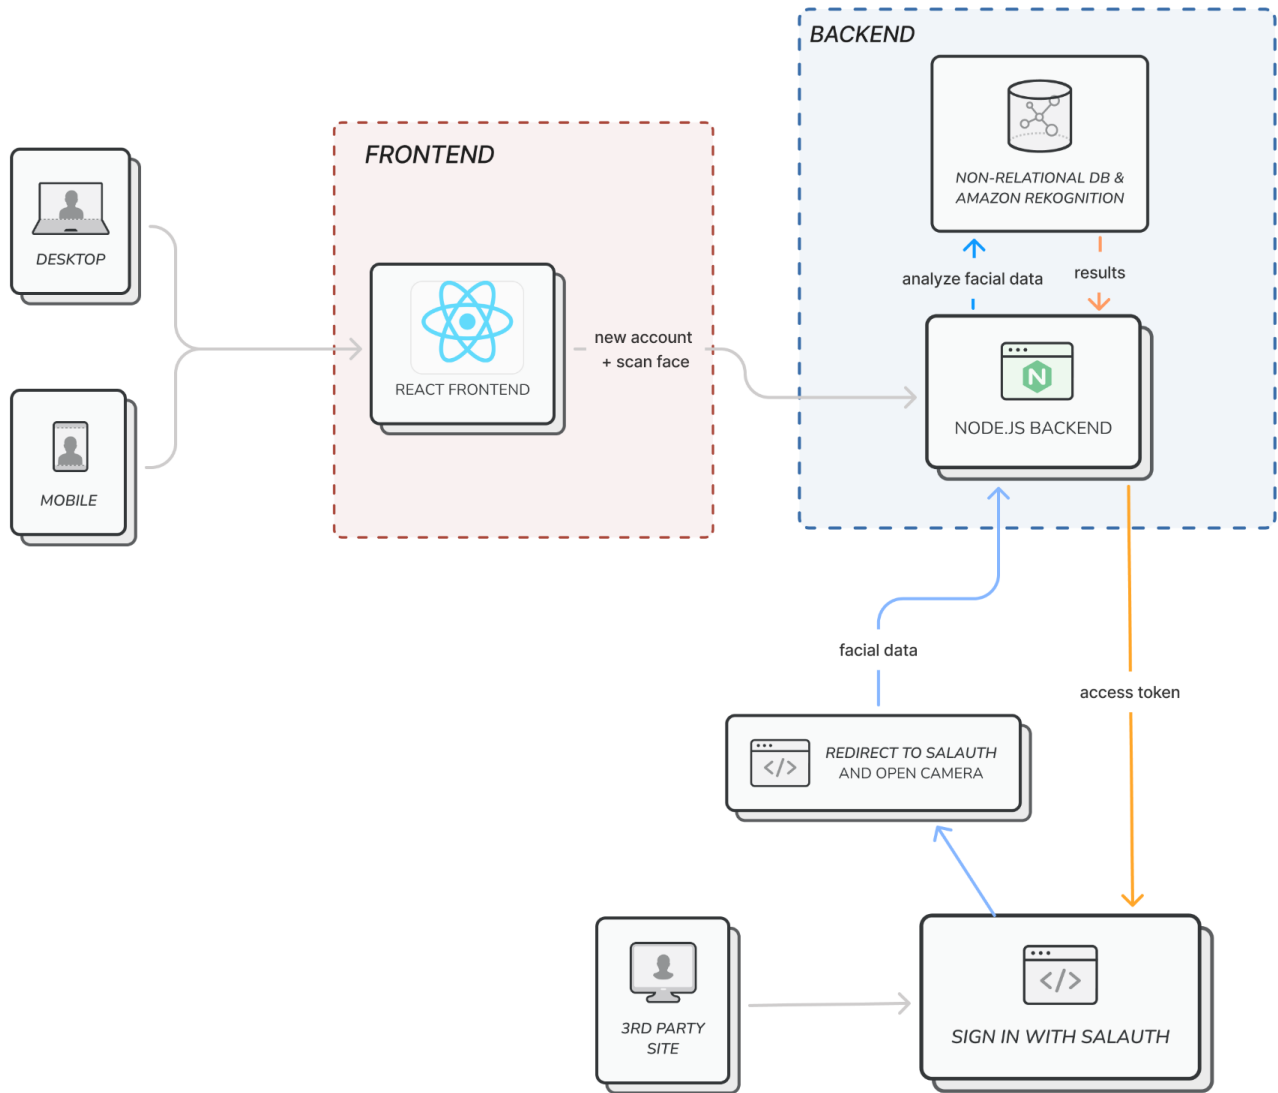 BACKEND
NON-RELATIONAL DB &
AMAZON REKOGNITION
FRONTEND
DESKTOP
analyze facial data
results
new account
+ scan face
REACT FRONTEND
N
NODE.JS BACKEND
MOBILE
facial data
access token
</>
REDIRECT TO SALAUTH
AND OPEN CAMERA
3RD PARTY
SITE
</>
SIGN IN WITH SALAUTH